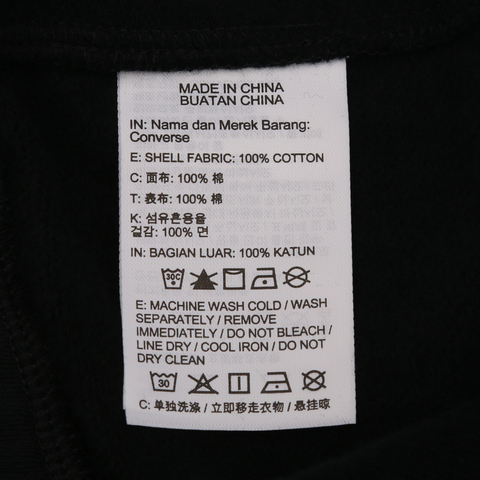 MADE IN CHINA
BUATAN CHINA
IN: Nama dan Merek Barang:
Converse
E: SHELL FABRIC: 100% COTTON
C: 面布: 100% 棉
T: 表布: 100% 棉
K: 섬유혼용율
겉감: 100% 면
IN: BAGIAN LUAR: 100% KATUN
30C
E: MACHINE WASH COLD / WASH
SEPARATELY / REMOVE
IMMEDIATELY / DO NOT BLEACH /
LINE DRY / COOL IRON / DO NOT
DRY CLEAN
30
C: 单独洗涤 / 立即移走衣物 / 悬挂晾